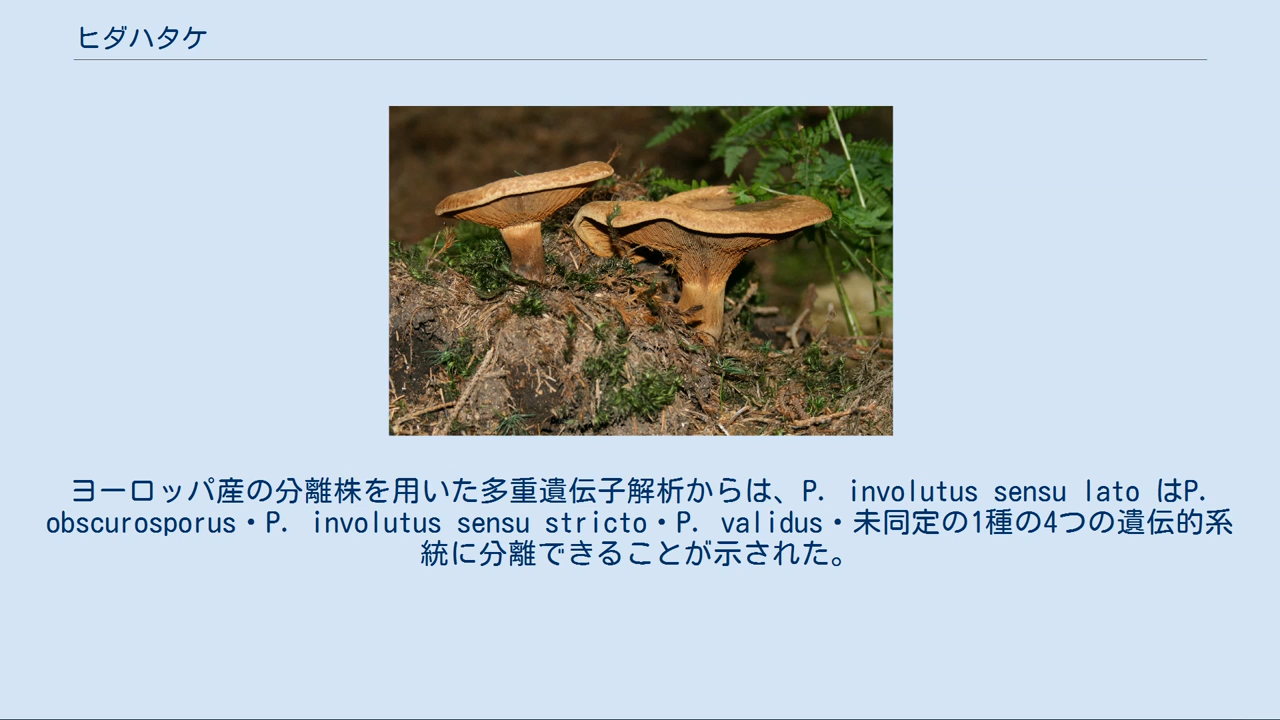 ヒダハタケ
ヨーロッパ産の分離株を用いた多重遺伝子解析からは、P. involutus sensu lato はP.
obscurosporus・P. involutus sensu stricto・P. validus・未同定の1種の4つの遺伝的系
統に分離できることが示された。